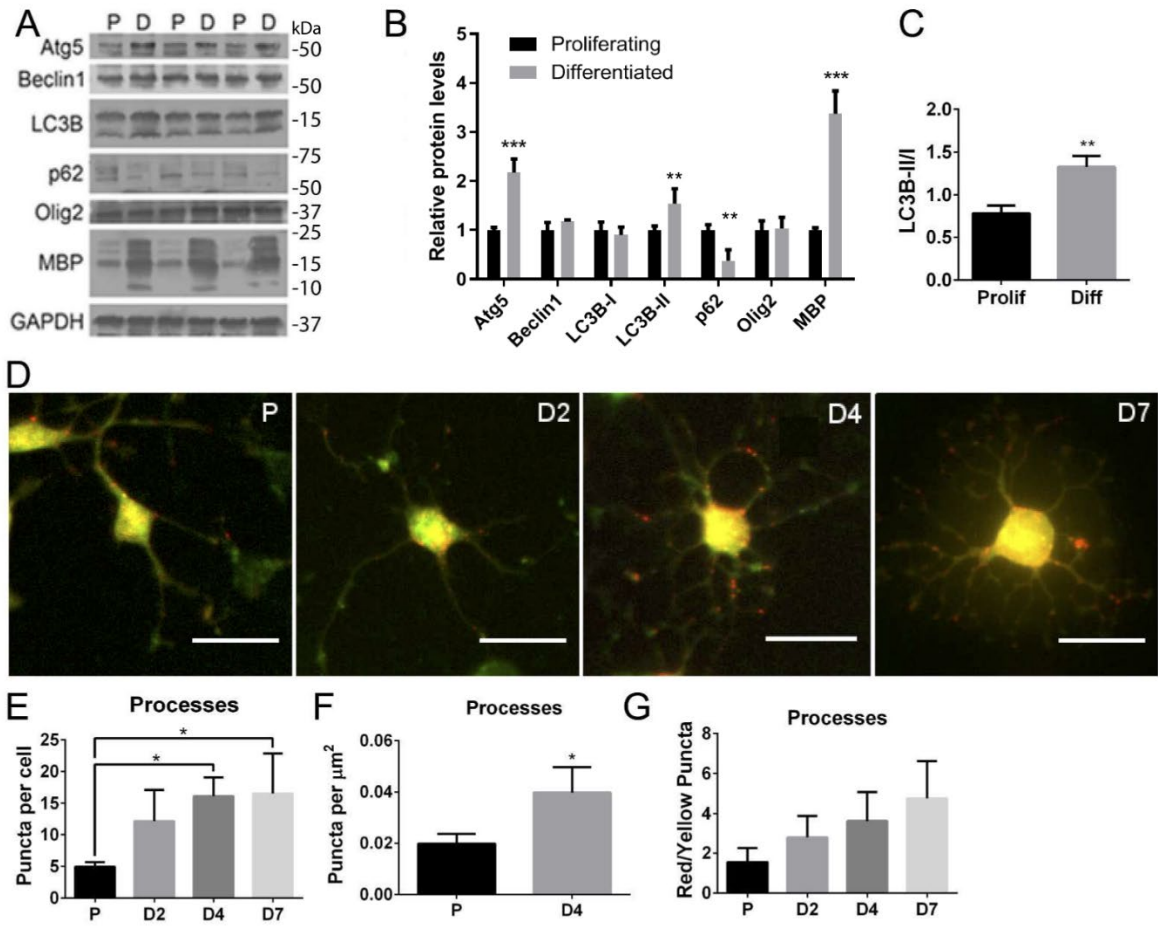 A
P D P D P D kDa
Atg5 -50
Beclin1 -50
LC3B -15
p62 -75
-50
Olig2 -37
MBP -25
-15
-10
GAPDH -37
B
Proliferating
Differentiated
Relative protein levels
5
4
3
2
1
0
*** ** ** ***
Atg5 Beclin1 LC3B-I LC3B-II p62 Olig2 MBP
C
LC3B-II/I
2.0
1.5
1.0
0.5
0.0
**
Prolif Diff
D
P D2 D4 D7
E
Processes
Puncta per cell
25
20
15
10
5
0
*
*
P D2 D4 D7
F
Processes
Puncta per μm²
0.06
0.04
0.02
0.00
*
P D4
G
Processes
Red/Yellow Puncta
8
6
4
2
0
P D2 D4 D7